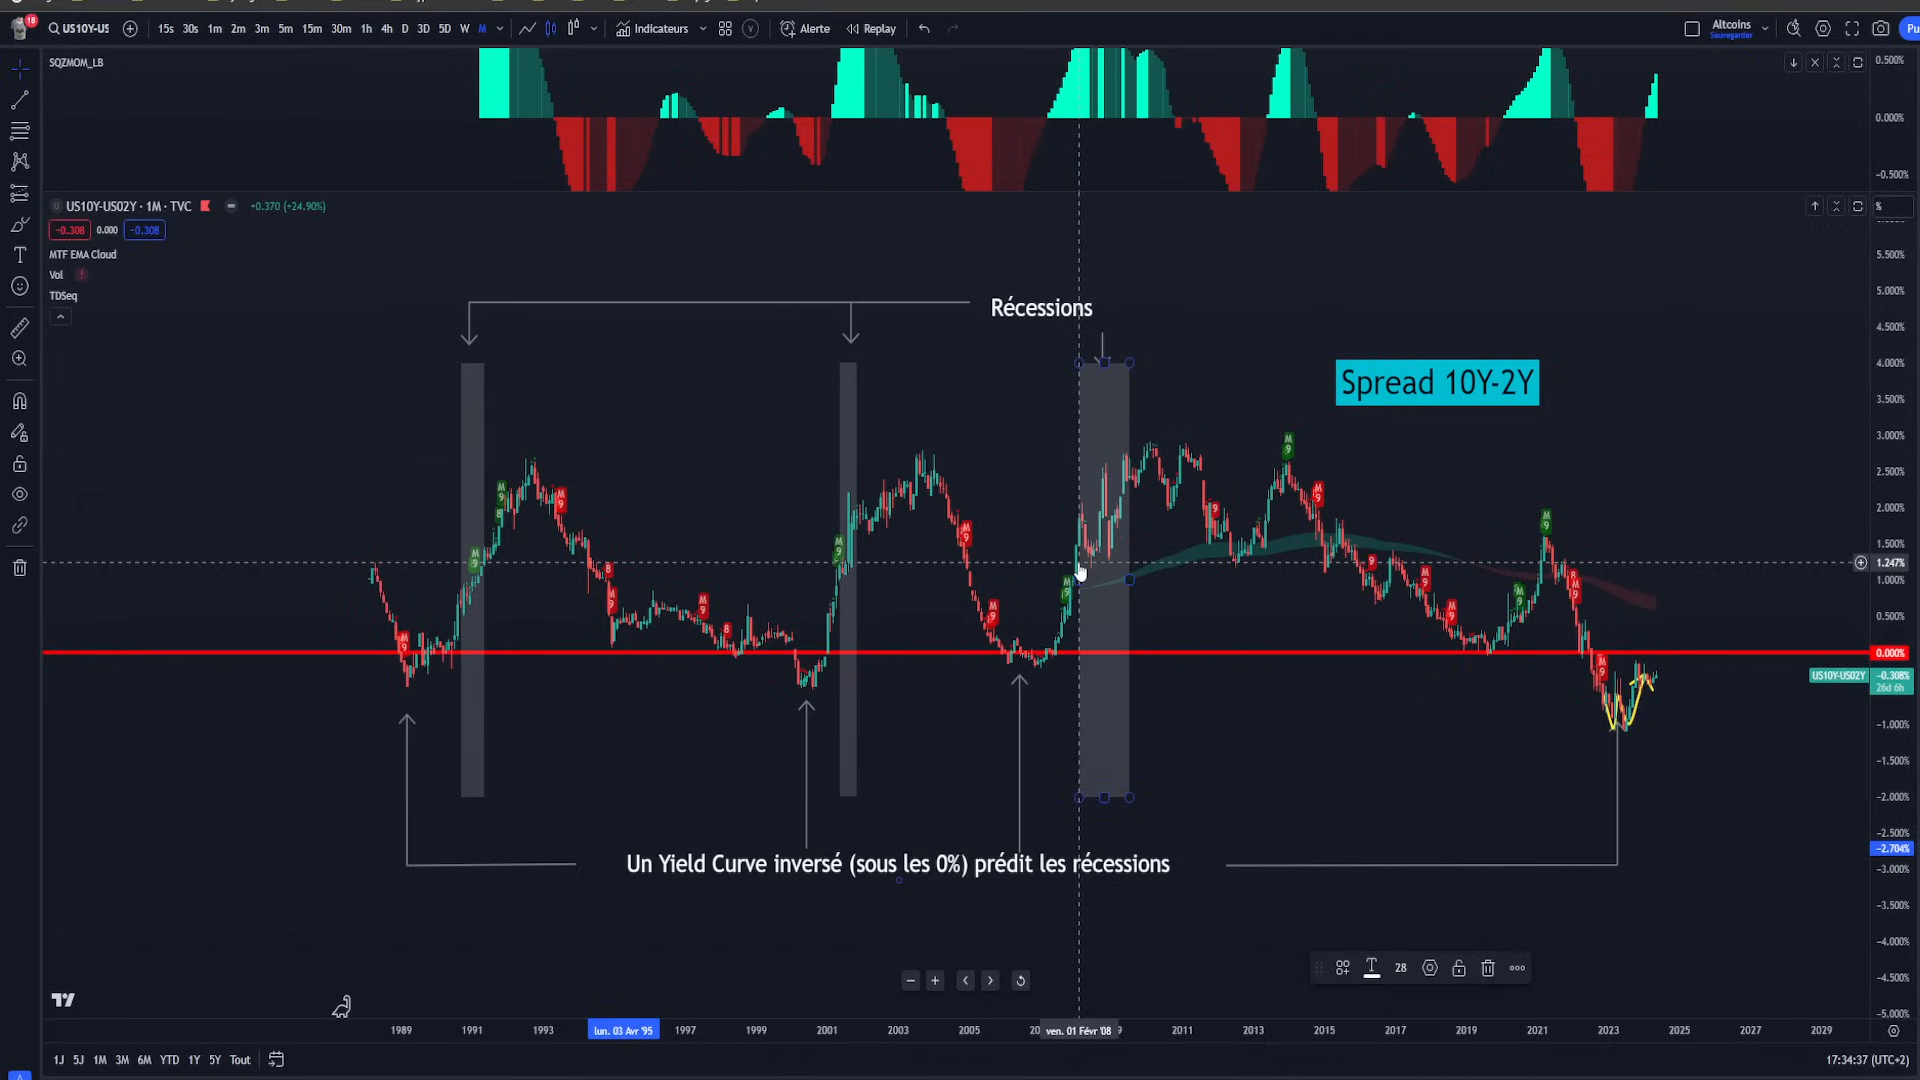 18
US10Y-US
15s 30s 1m 2m 3m 5m 15m 30m 1h 4h D 3D 5D W M
Indicateurs
Alerte
Replay
Altcoins
Sauvegarder
Pu
SQZMOM_LB
0.500%
0.000%
-0.500%
US10Y-US02Y · 1M · TVC
+0.370 (+24.90%)
%
-0.308 0.000 -0.308
MTF EMA Cloud
Vol
TDSeq
5.500%
5.000%
4.500%
4.000%
3.500%
3.000%
2.500%
2.000%
1.500%
1.247%
1.000%
0.500%
0.000%
US10Y-US02Y -0.308%
26d 6h
-1.000%
-1.500%
-2.000%
-2.500%
-2.704%
-3.000%
-3.500%
-4.000%
-4.500%
-5.000%
Récessions
Spread 10Y-2Y
Un Yield Curve inversé (sous les 0%) prédit les récessions
28
1989 1991 1993 lun. 03 Avr '95 1997 1999 2001 2003 2005 ven. 01 Févr '08 2011 2013 2015 2017 2019 2021 2023 2025 2027 2029
1J 5J 1M 3M 6M YTD 1Y 5Y Tout
17:34:37 (UTC+2)